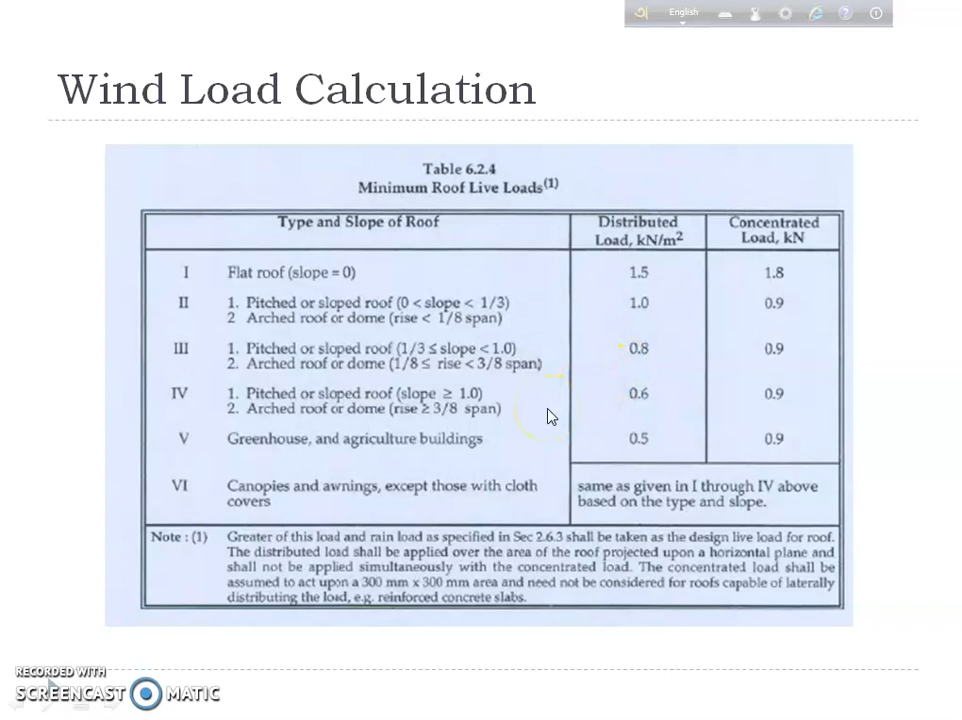 অ English
Wind Load Calculation
Table 6.2.4
Minimum Roof Live Loads(1)
Type and Slope of Roof Distributed Load, kN/m2 Concentrated Load, kN
I Flat roof (slope = 0) 1.5 1.8
II 1. Pitched or sloped roof (0 < slope < 1/3) 1.0 0.9
2 Arched roof or dome (rise < 1/8 span)
III 1. Pitched or sloped roof (1/3 ≤ slope < 1.0) 0.8 0.9
2. Arched roof or dome (1/8 ≤ rise < 3/8 span)
IV 1. Pitched or sloped roof (slope ≥ 1.0) 0.6 0.9
2. Arched roof or dome (rise ≥ 3/8 span)
V Greenhouse, and agriculture buildings 0.5 0.9
VI Canopies and awnings, except those with cloth same as given in I through IV above
covers based on the type and slope.
Note : (1) Greater of this load and rain load as specified in Sec 2.6.3 shall be taken as the design live load for roof.
The distributed load shall be applied over the area of the roof projected upon a horizontal plane and
shall not be applied simultaneously with the concentrated load. The concentrated load shall be
assumed to act upon a 300 mm x 300 mm area and need not be considered for roofs capable of laterally
distributing the load, e.g. reinforced concrete slabs.
RECORDED WITH
SCREENCAST MATIC